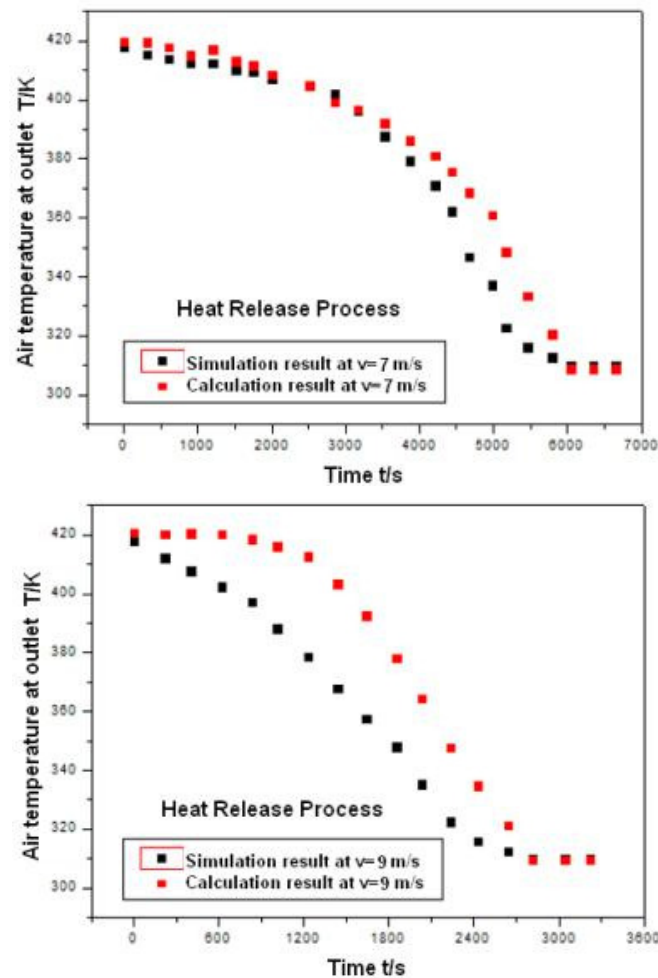 420
400
380
360
340
320
300
Air temperature at outlet T/K
Heat Release Process
Simulation result at v=7 m/s
Calculation result at v=7 m/s
0 1000 2000 3000 4000 5000 6000 7000
Time t/s
420
400
380
360
340
320
300
Air temperature at outlet T/K
Heat Release Process
Simulation result at v=9 m/s
Calculation result at v=9 m/s
0 600 1200 1800 2400 3000 3600
Time t/s